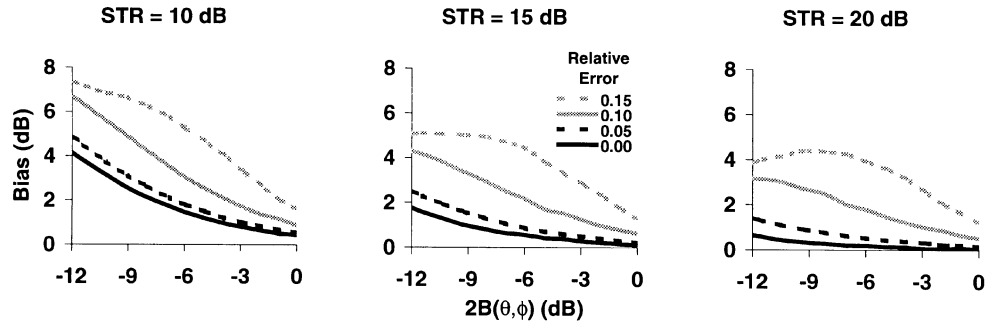 STR = 10 dB
STR = 15 dB
STR = 20 dB
Relative
Error
0.15
0.10
0.05
0.00
Bias (dB)
8
6
4
2
0
-12 -9 -6 -3 0
8
6
4
2
0
-12 -9 -6 -3 0
8
6
4
2
0
-12 -9 -6 -3 0
2B(θ,ϕ) (dB)